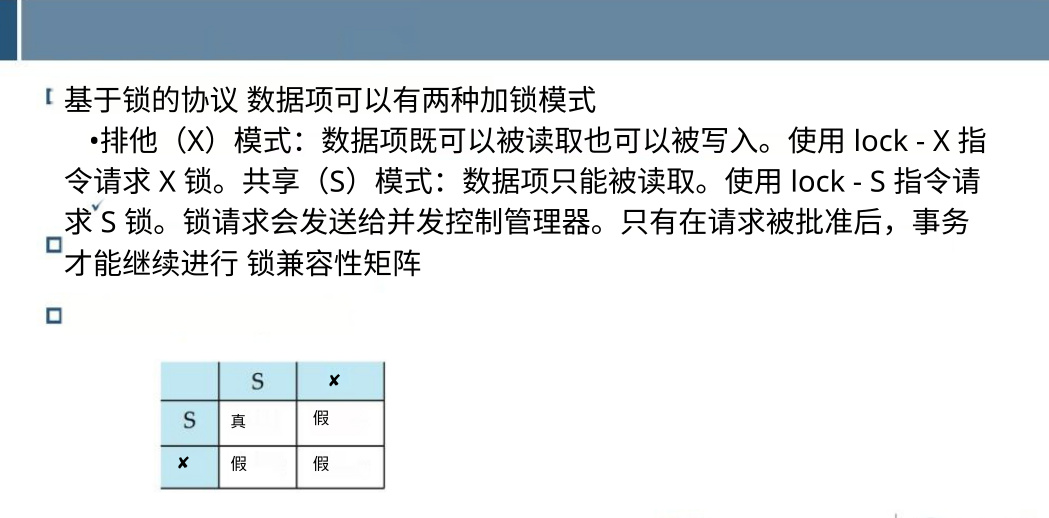 基于锁的协议 数据项可以有两种加锁模式
•排他（X）模式：数据项既可以被读取也可以被写入。使用 lock - X 指
令请求 X 锁。共享（S）模式：数据项只能被读取。使用 lock - S 指令请
求 S 锁。锁请求会发送给并发控制管理器。只有在请求被批准后，事务
才能继续进行 锁兼容性矩阵
S ✘
S 真 假
✘ 假 假